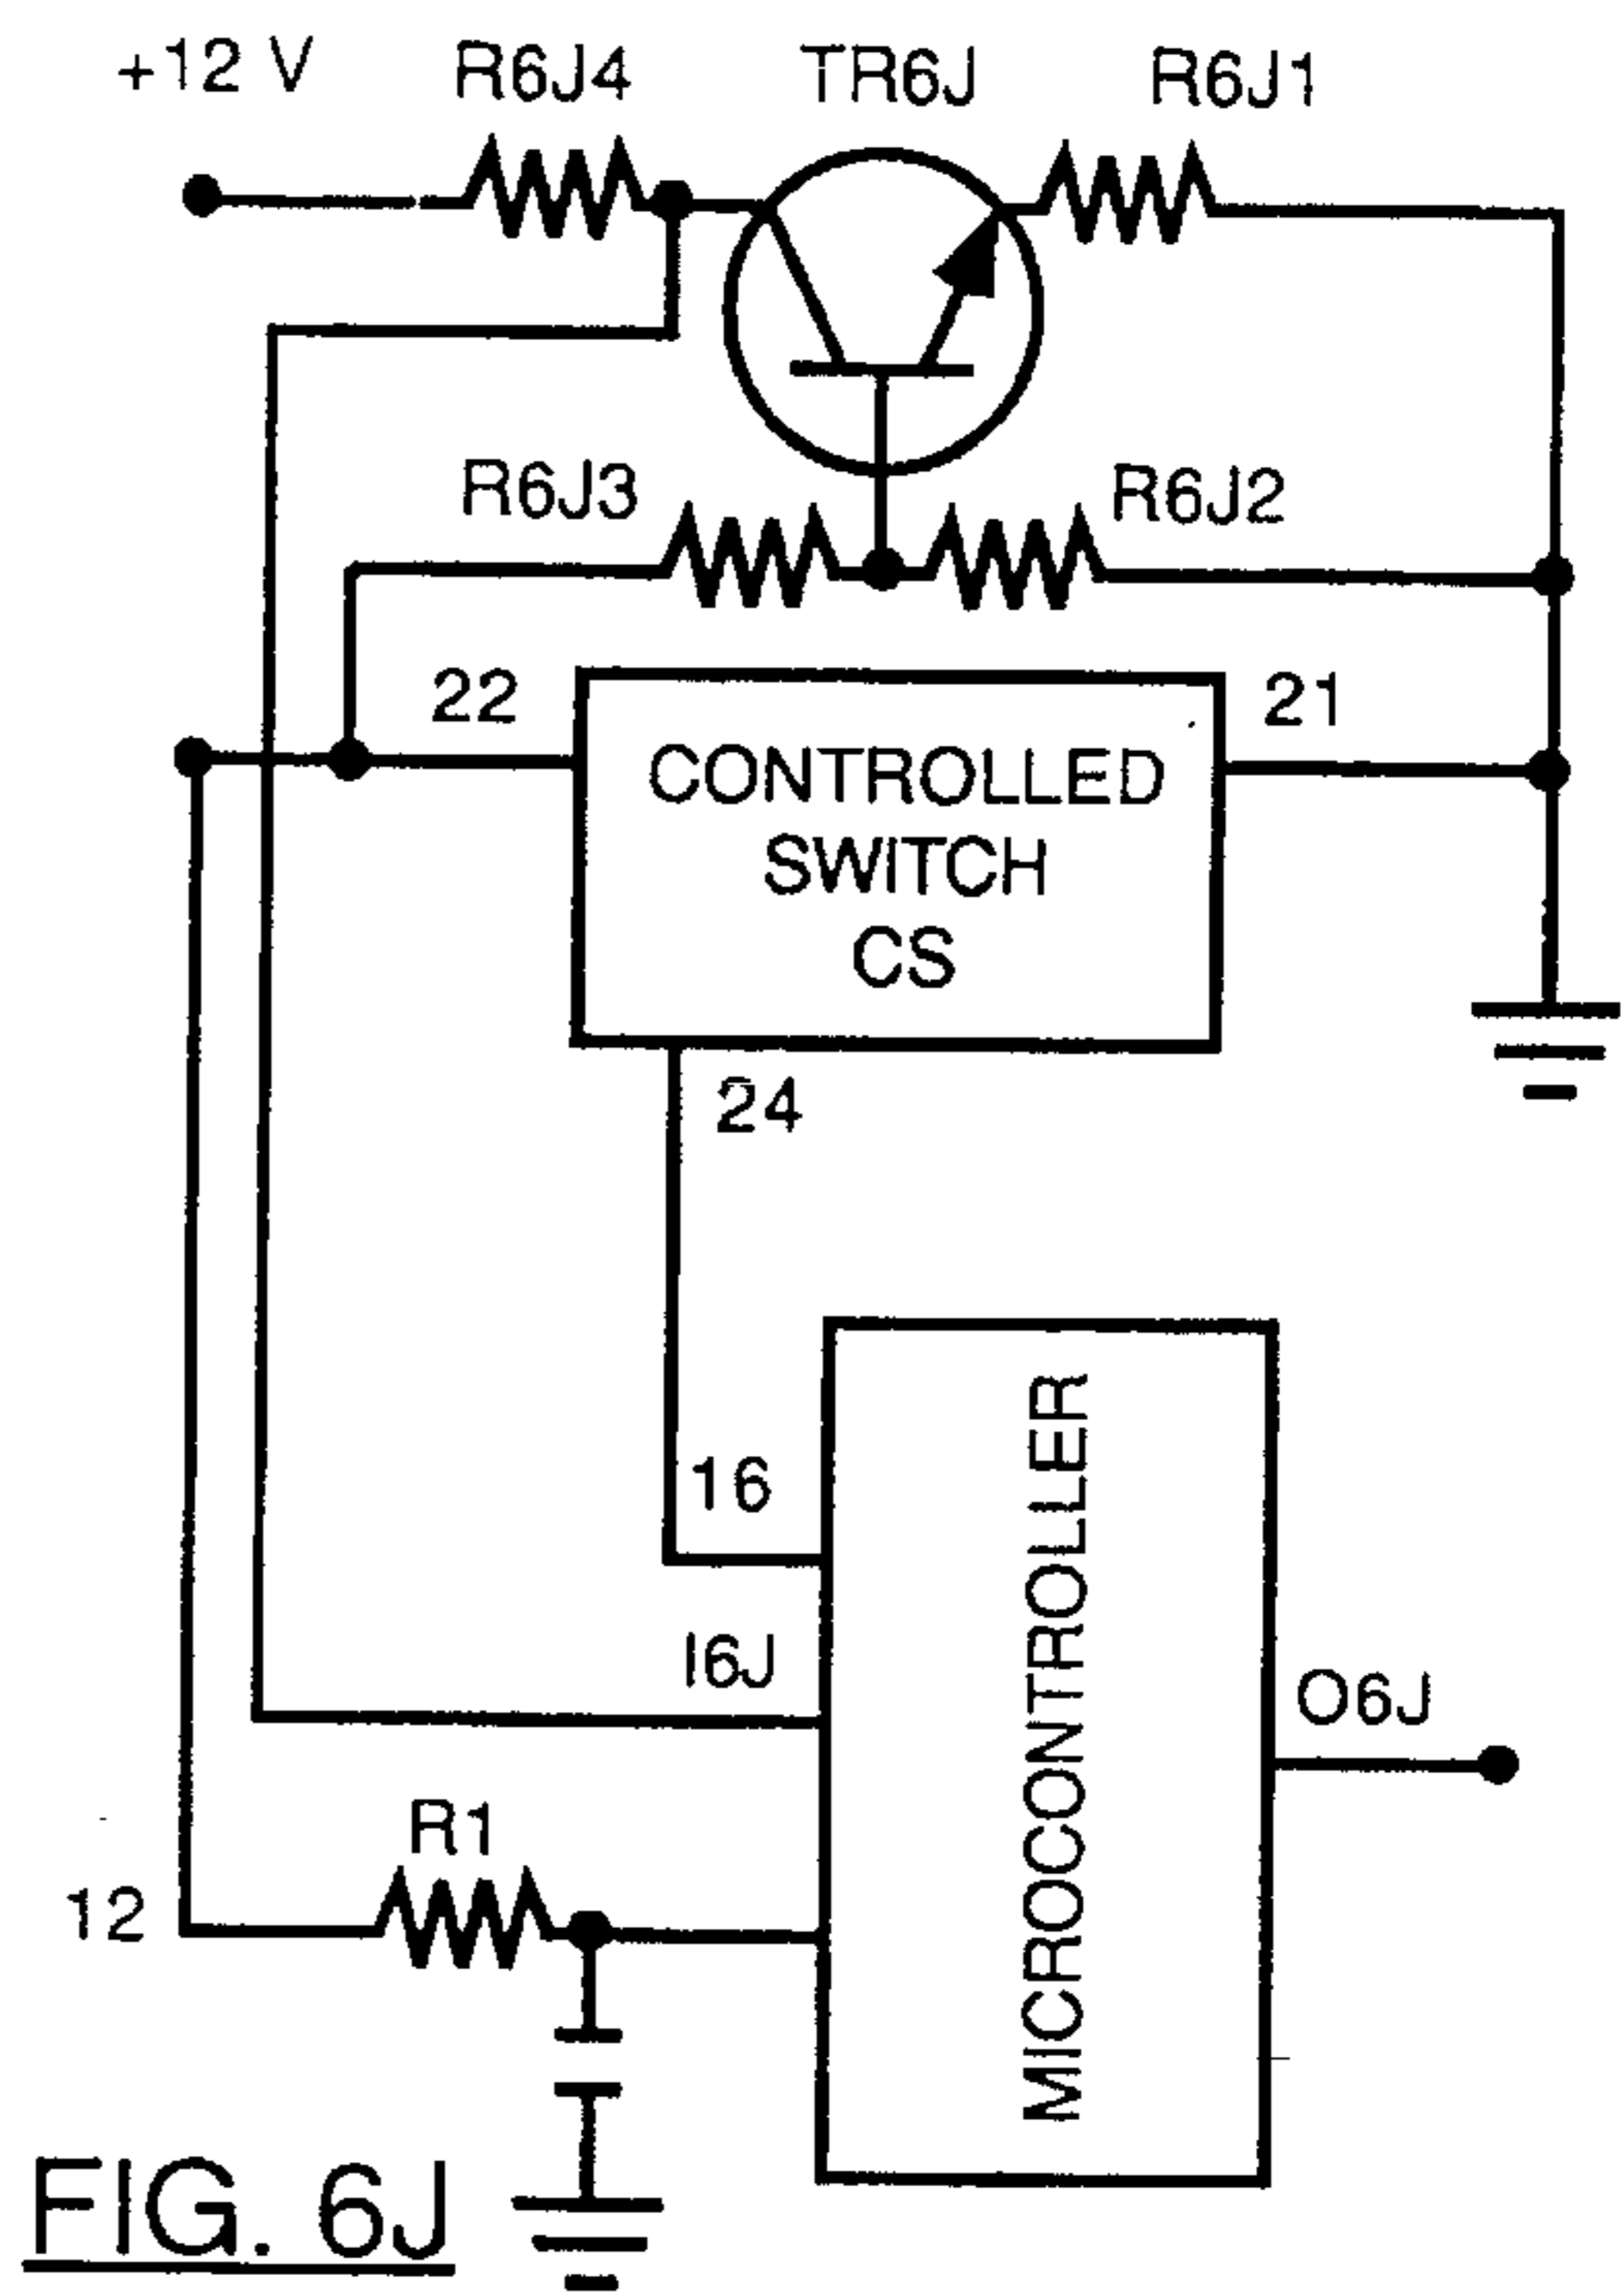 +12 V
R6J4
TR6J
R6J1
R6J3
R6J2
22
21
CONTROLLED
SWITCH
CS
24
16
I6J
MICROCONTROLLER
O6J
R1
12
FIG. 6J